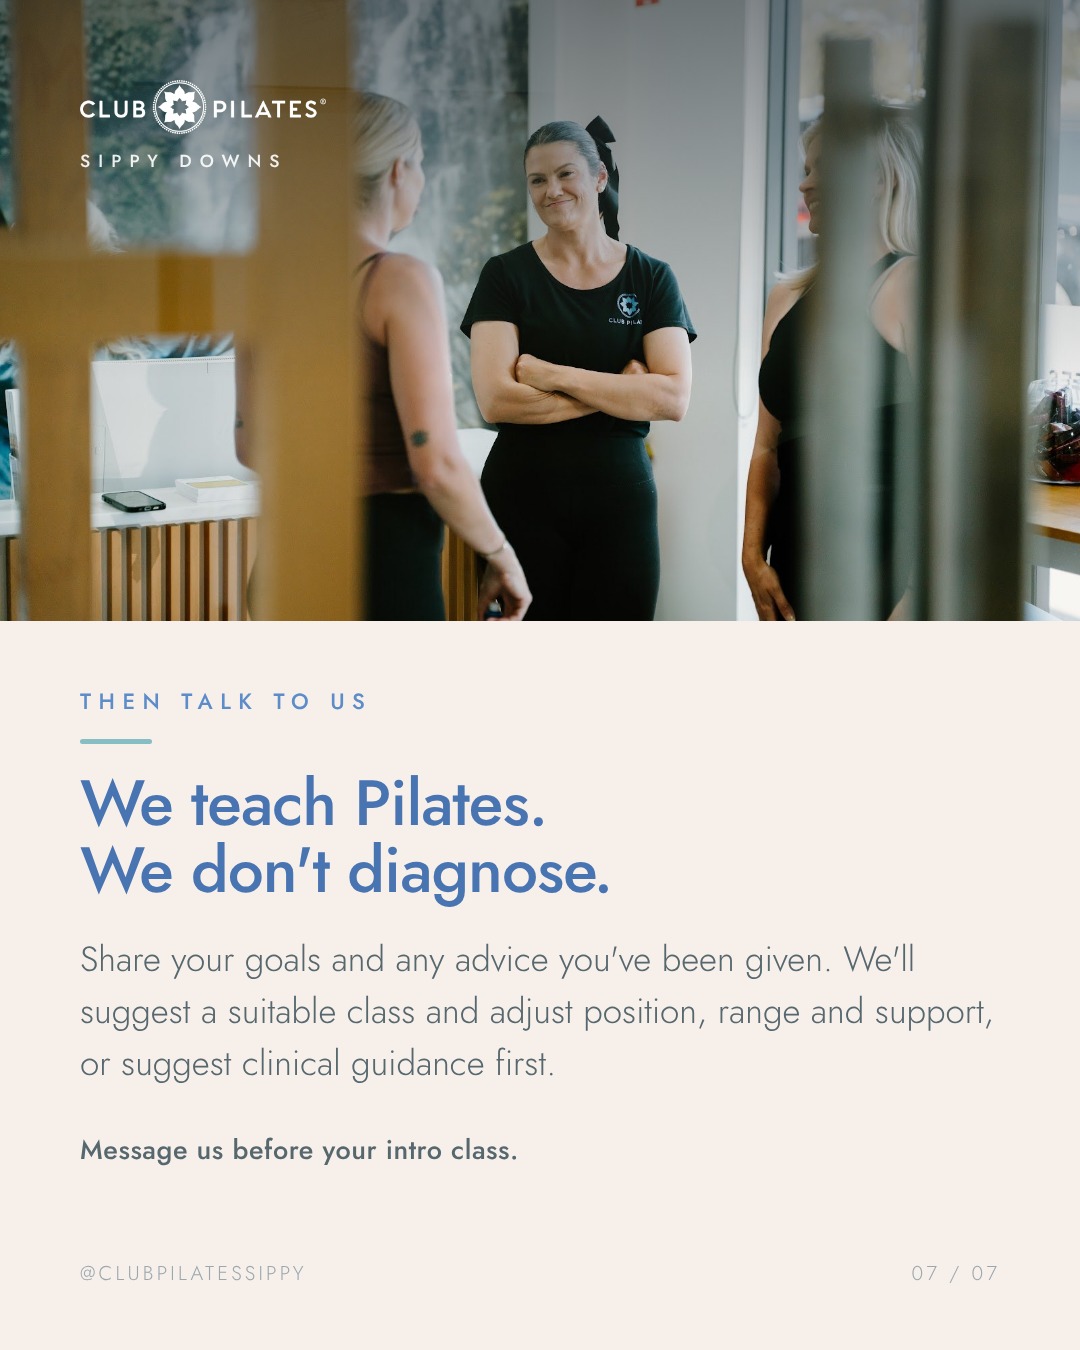 CLUB PILATES®
SIPPY DOWNS
CLUB PILAT
THEN TALK TO US
We teach Pilates.
We don't diagnose.
Share your goals and any advice you've been given. We'll
suggest a suitable class and adjust position, range and support,
or suggest clinical guidance first.
Message us before your intro class.
@CLUBPILATESSIPPY
07 / 07